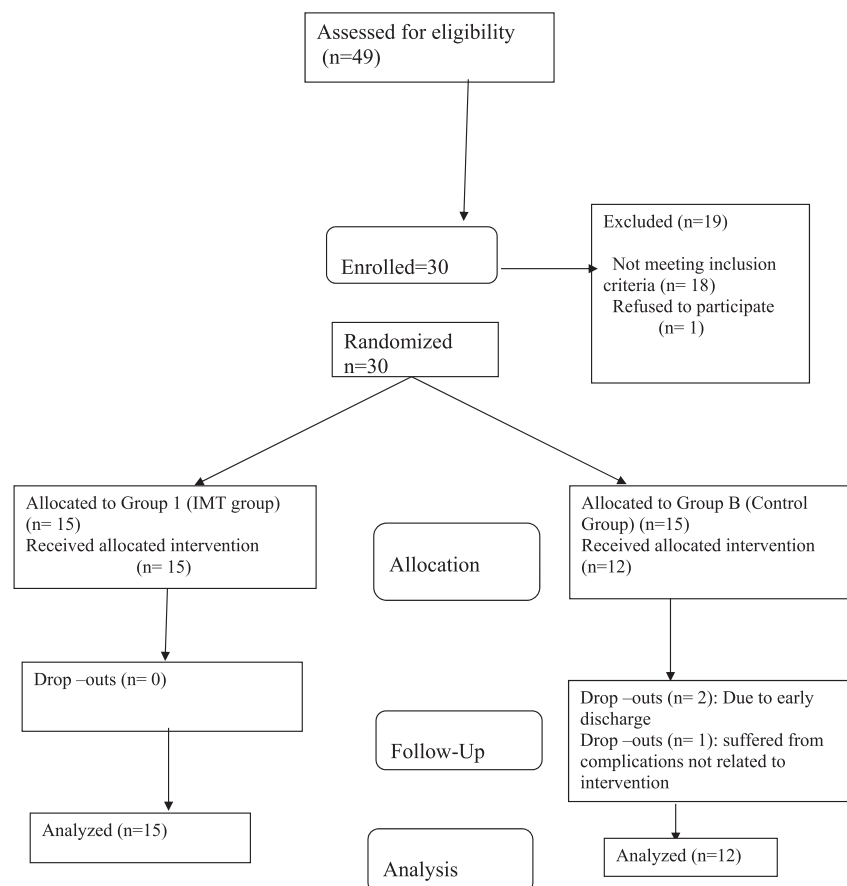 Assessed for eligibility
(n=49)
Enrolled=30
Excluded (n=19)
Not meeting inclusion
criteria (n= 18)
Refused to participate
(n= 1)
Randomized
n=30
Allocated to Group 1 (IMT group)
(n= 15)
Received allocated intervention
(n= 15)
Allocation
Allocated to Group B (Control
Group) (n=15)
Received allocated intervention
(n=12)
Drop –outs (n= 0)
Follow-Up
Drop –outs (n= 2): Due to early
discharge
Drop –outs (n= 1): suffered from
complications not related to
intervention
Analyzed (n=15)
Analysis
Analyzed (n=12)